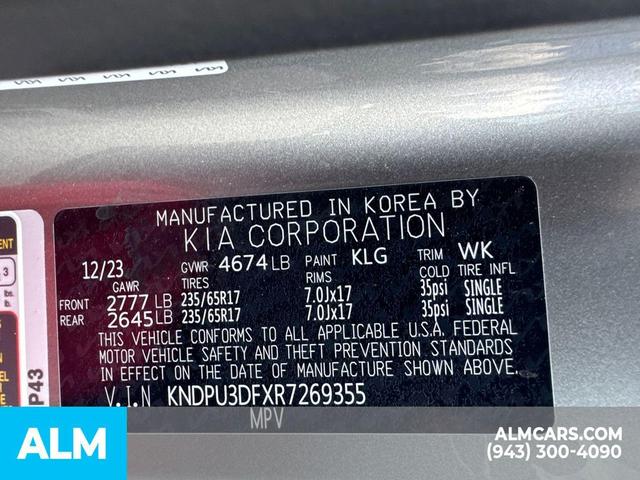 MANUFACTURED IN KOREA BY
KIA CORPORATION
12/23 GVWR 4674 LB PAINT KLG TRIM WK
GAWR TIRES RIMS COLD TIRE INFL
FRONT 2777 LB 235/65R17 7.0Jx17 35psi SINGLE
REAR 2645 LB 235/65R17 7.0Jx17 35psi SINGLE
THIS VEHICLE CONFORMS TO ALL APPLICABLE U.S.A. FEDERAL
MOTOR VEHICLE SAFETY AND THEFT PREVENTION STANDARDS
IN EFFECT ON THE DATE OF MANUFACTURE SHOWN ABOVE.
V.I.N KNDPU3DFXR7269355
MPV
P43
ALM
ALMCARS.COM
(943) 300-4090